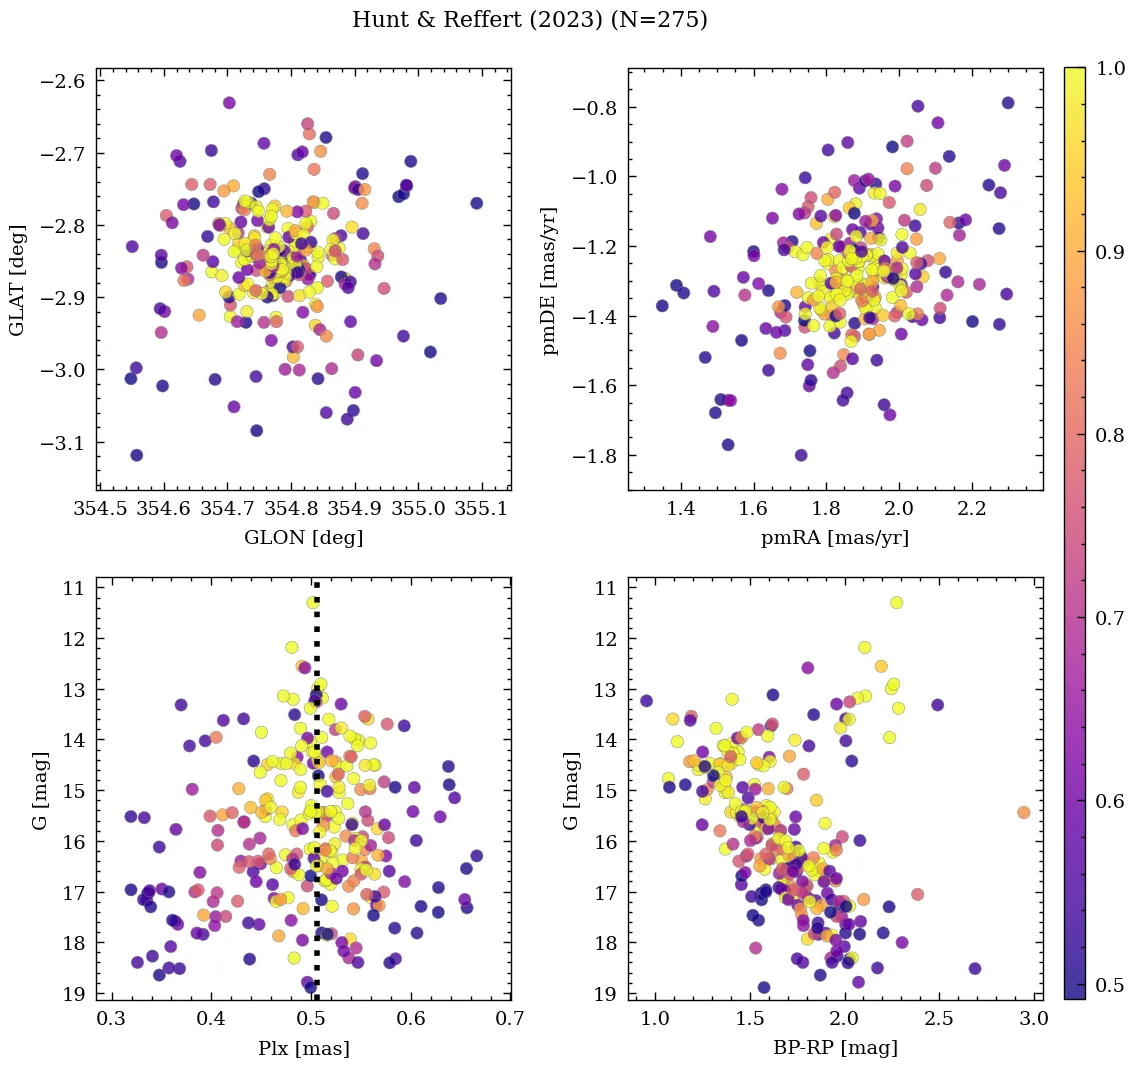 Hunt & Reffert (2023) (N=275)
−2.6
−2.7
−2.8
−2.9
−3.0
−3.1
GLAT [deg]
354.5 354.6 354.7 354.8 354.9 355.0 355.1
GLON [deg]
−0.8
−1.0
−1.2
−1.4
−1.6
−1.8
pmDE [mas/yr]
1.4 1.6 1.8 2.0 2.2
pmRA [mas/yr]
11
12
13
14
15
16
17
18
19
G [mag]
0.3 0.4 0.5 0.6 0.7
Plx [mas]
11
12
13
14
15
16
17
18
19
G [mag]
1.0 1.5 2.0 2.5 3.0
BP-RP [mag]
1.0
0.9
0.8
0.7
0.6
0.5